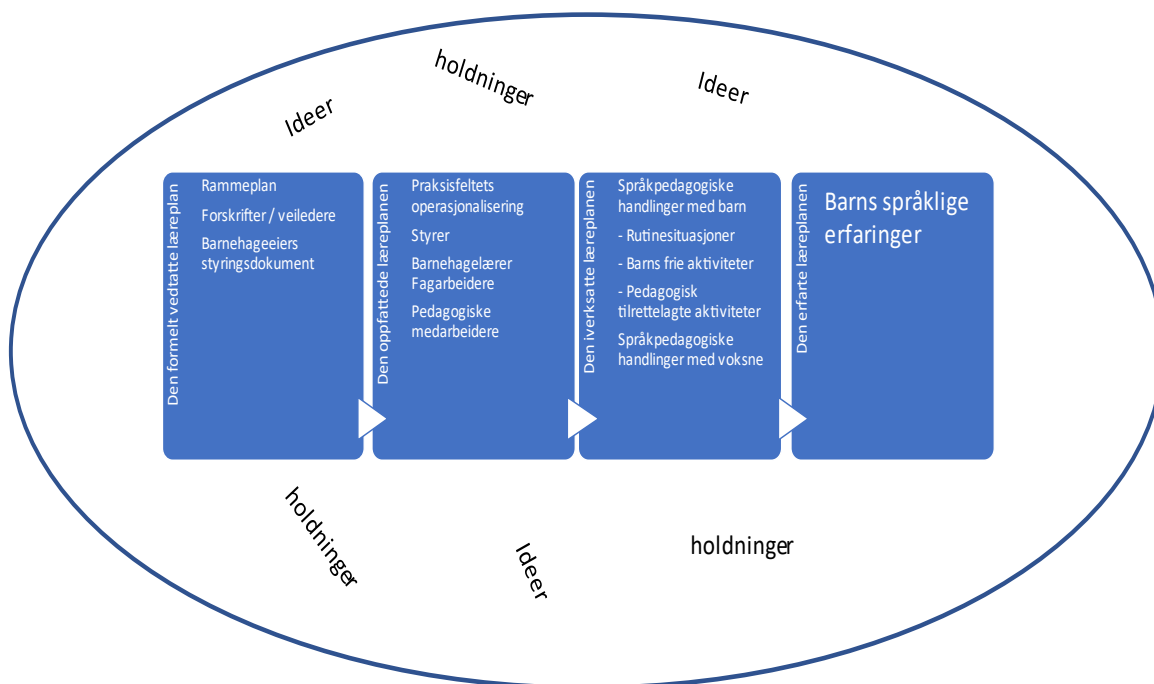 holdninger
Ideer
Ideer
Den formelt vedtatte læreplan
Rammeplan
Forskrifter / veiledere
Barnehageeiers
styringsdokument
Den oppfattede læreplanen
Praksisfeltets
operasjonalisering
Styrer
Barnehagelærer
Fagarbeidere
Pedagogiske
medarbeidere
Den iverksatte læreplanen
Språkpedagogiske
handlinger med barn
- Rutinesituasjoner
- Barns frie aktiviteter
- Pedagogisk
tilrettelagte aktiviteter
Språkpedagogiske
handlinger med voksne
Den erfarte læreplanen
Barns språklige
erfaringer
holdninger
Ideer
holdninger